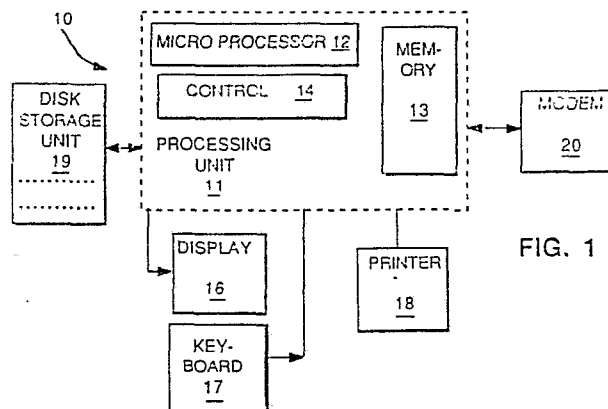 10
MICRO PROCESSOR 12
CONTROL 14
PROCESSING
UNIT
11
MEM-
ORY
13
DISK
STORAGE
UNIT
19
MODEM
20
DISPLAY
16
KEY-
BOARD
17
PRINTER
18
FIG. 1